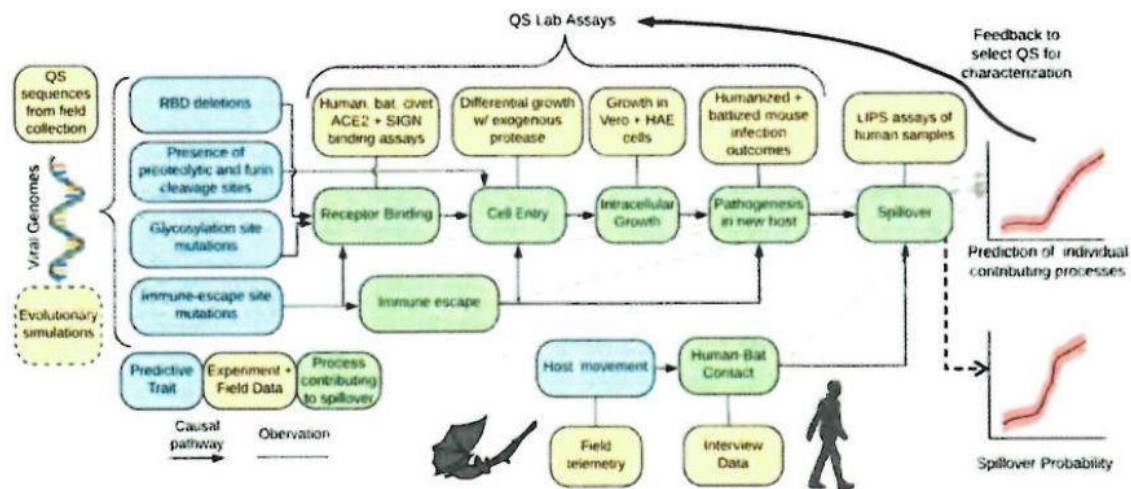 QS Lab Assays
Feedback to
select QS for
characterization
QS
sequences
from field
collection
RBD deletions
Human, bat, civet
ACE2 + SIGN
binding assays
Differential growth
w/ exogenous
protease
Growth in
Vero + HAE
cells
Humanized +
batized mouse
infection
outcomes
LIPS assays of
human samples
Presence of
proteolytic and furin
cleavage sites
Viral Genomes
Glycosylation site
mutations
Receptor Binding
Cell Entry
Intracellular
Growth
Pathogenesis
in new host
Spillover
Prediction of individual
contributing processes
Immune-escape site
mutations
Immune escape
Evolutionary
simulations
Predictive
Trait
Experiment +
Field Data
Process
contributing
to spillover
Host movement
Human-Bat
Contact
Causal
pathway
Obervation
Field
telemetry
Interview
Data
Spillover Probability